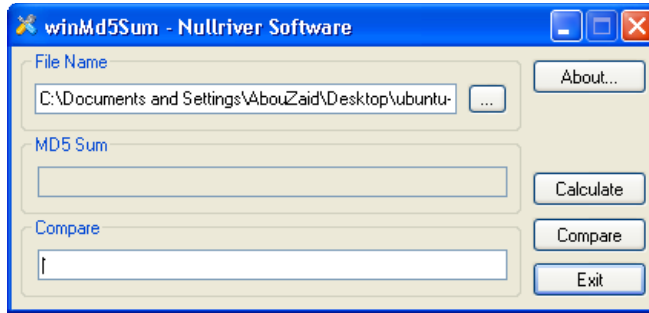 winMd5Sum - Nullriver Software
File Name
About...
C:\Documents and Settings\AbouZaid\Desktop\ubuntu-
...
MD5 Sum
Calculate
Compare
Compare
Exit